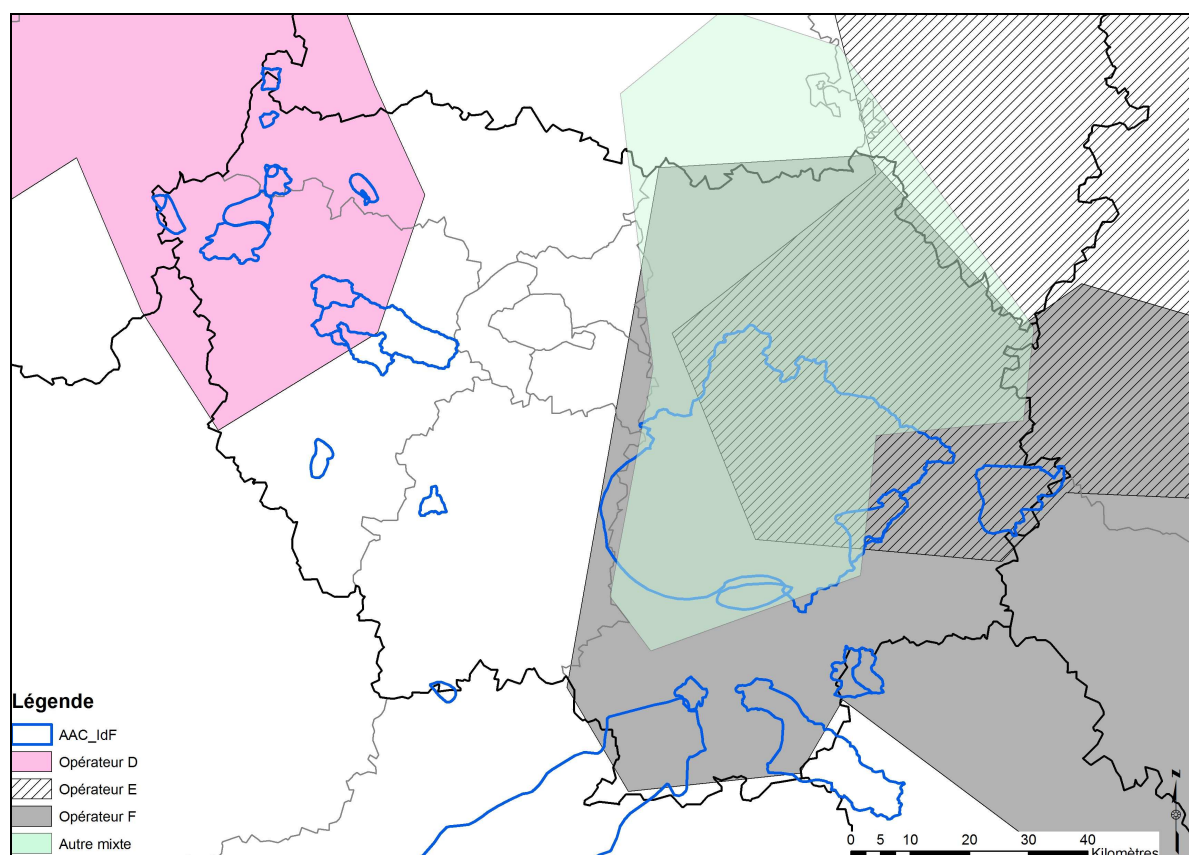 Légende
AAC_IdF
Opérateur D
Opérateur E
Opérateur F
Autre mixte
N
0 5 10 20 30 40
Kilomètres